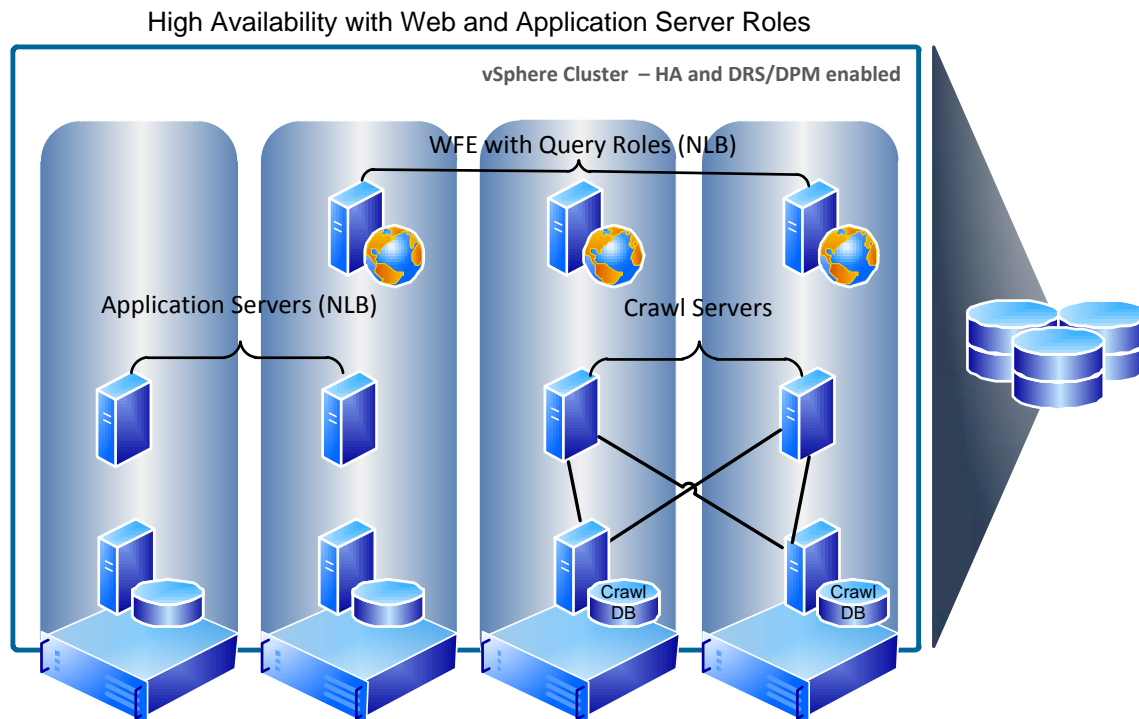 High Availability with Web and Application Server Roles
vSphere Cluster – HA and DRS/DPM enabled
WFE with Query Roles (NLB)
Application Servers (NLB)
Crawl Servers
Crawl
DB
Crawl
DB